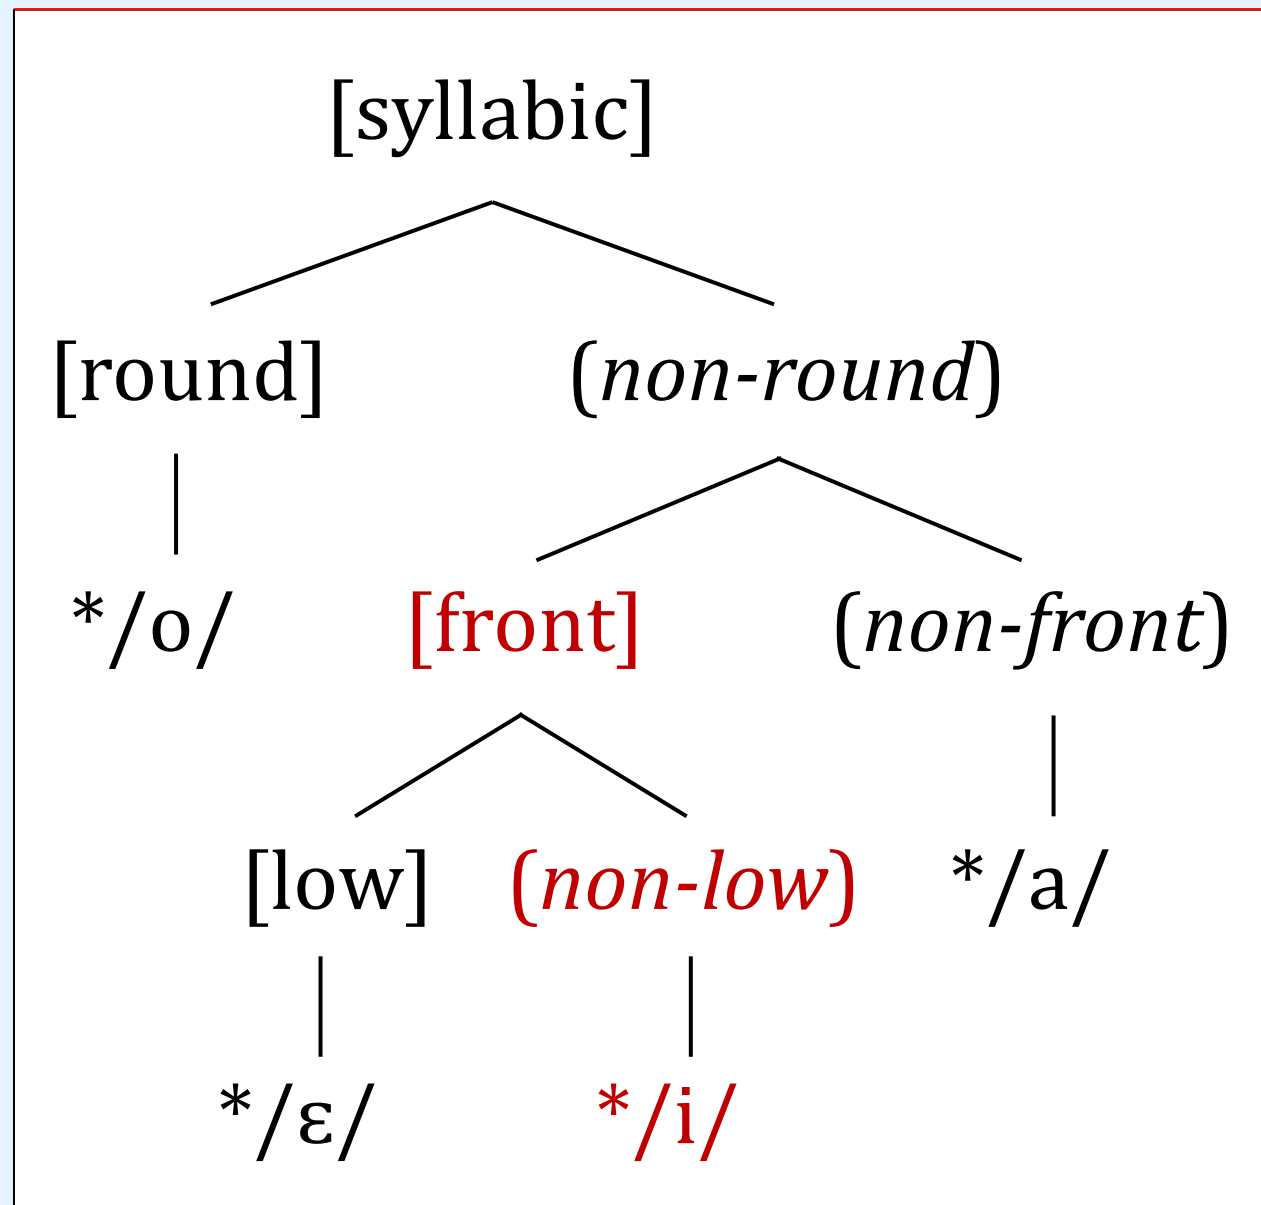 [syllabic]
[round] (non-round)
*/o/ [front] (non-front)
[low] (non-low) */a/
*/ɛ/ */i/